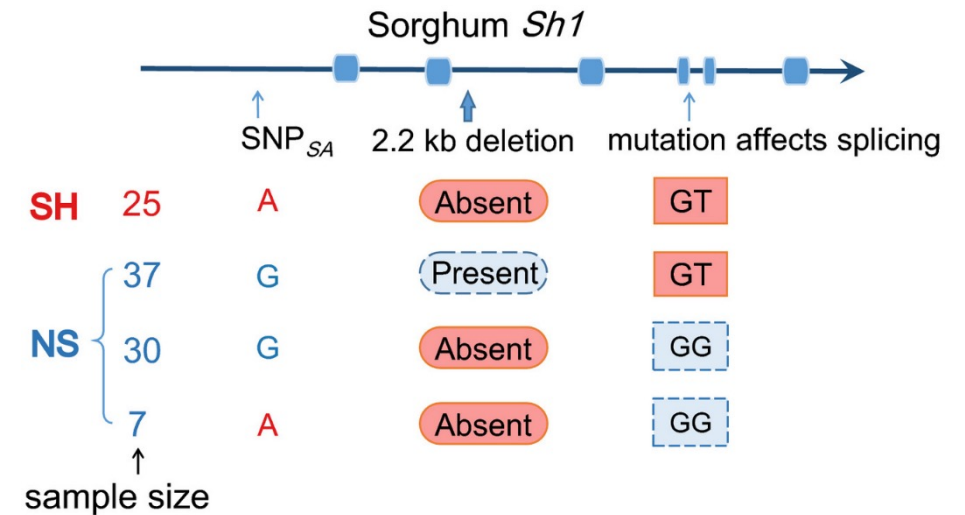 Sorghum Sh1
SNPSA 2.2 kb deletion mutation affects splicing
SH 25 A Absent GT
37 G Present GT
NS 30 G Absent GG
7 A Absent GG
sample size